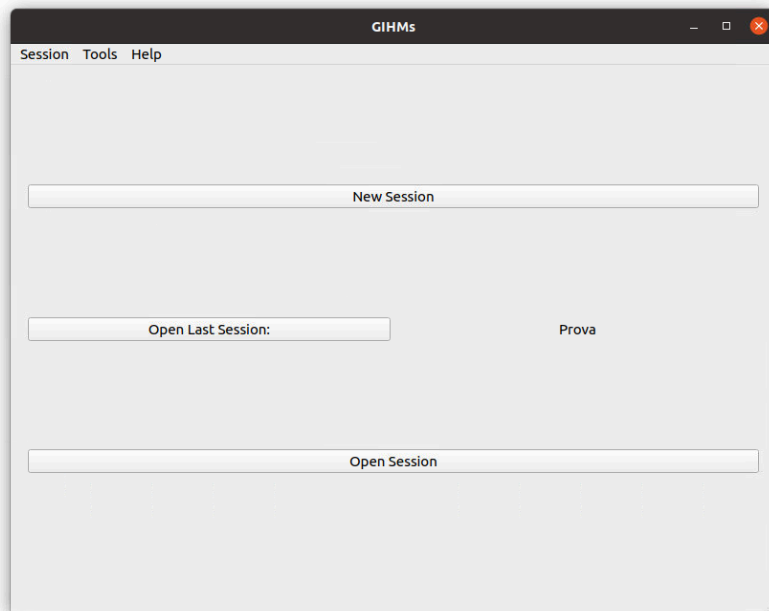 GIHMs
Session Tools Help
New Session
Open Last Session: Prova
Open Session